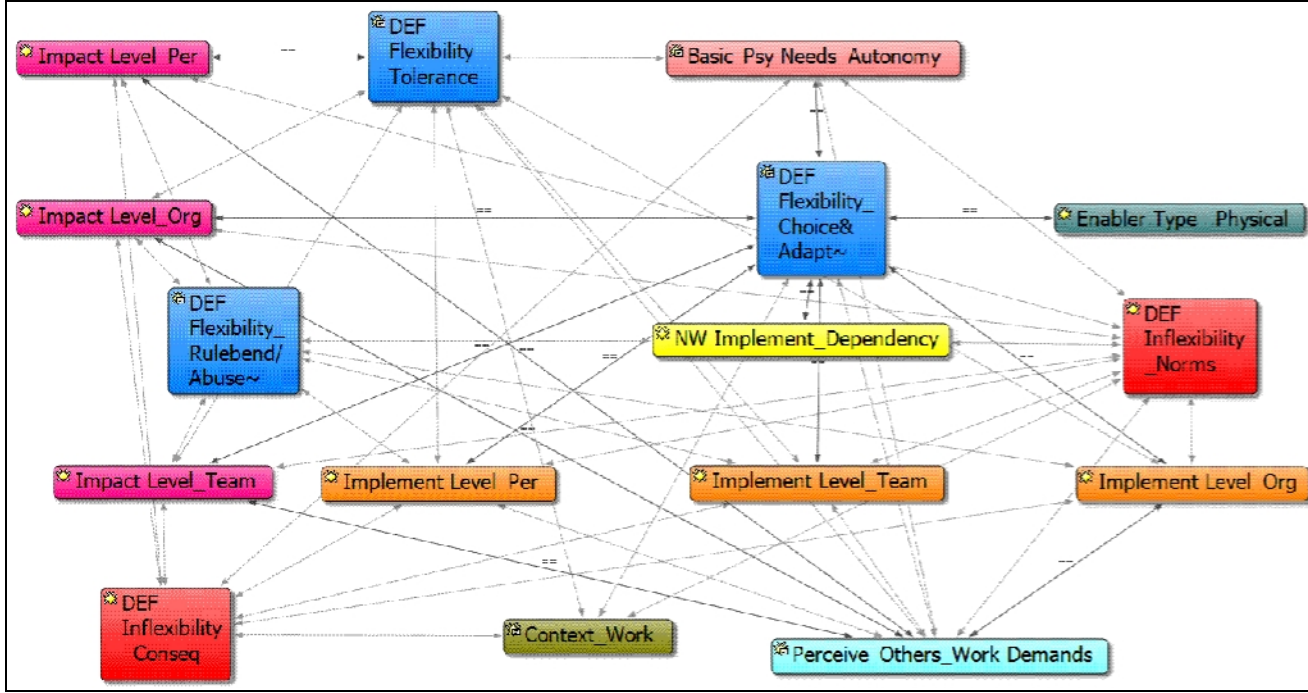 Impact Level Per
==
DEF
Flexibility
Tolerance
Basic Psy Needs Autonomy
==
Impact Level_Org
==
DEF
Flexibility_
Choice&
Adapt~
==
Enabler Type Physical
DEF
Flexibility_
Rulebend/
Abuse~
==
NW Implement_Dependency
DEF
Inflexibility
_Norms
==
==
==
==
==
==
Impact Level_Team
Implement Level Per
Implement Level_Team
Implement Level Org
==
==
DEF
Inflexibility
Conseq
Context_Work
Perceive Others_Work Demands